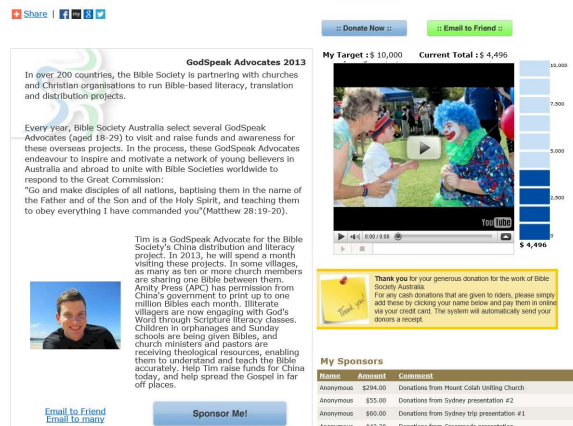 Share |
:: Donate Now ::
:: Email to Friend ::
My Target : $ 10,000 Current Total : $ 4,496
GodSpeak Advocates 2013
In over 200 countries, the Bible Society is partnering with churches
and Christian organisations to run Bible-based literacy, translation
and distribution projects.
Every year, Bible Society Australia select several GodSpeak
Advocates (aged 18-29) to visit and raise funds and awareness for
these overseas projects. In the process, these GodSpeak Advocates
endeavour to inspire and motivate a network of young believers in
Australia and abroad to unite with Bible Societies worldwide to
respond to the Great Commission:
"Go and make disciples of all nations, baptising them in the name of
the Father and of the Son and of the Holy Spirit, and teaching them
to obey everything I have commanded you"(Matthew 28:19-20).
Tim is a GodSpeak Advocate for the Bible
Society's China distribution and literacy
project. In 2013, he will spend a month
visiting these projects. In some villages,
as many as ten or more church members
are sharing one Bible between them.
Amity Press (APC) has permission from
China's government to print up to one
million Bibles each month. Illiterate
villagers are now engaging with God's
Word through Scripture literacy classes.
Children in orphanages and Sunday
schools are being given Bibles, and
church ministers and pastors are
receiving theological resources, enabling
them to understand and teach the Bible
accurately. Help Tim raise funds for China
today, and help spread the Gospel in far
off places.
Email to Friend
Email to many
Sponsor Me!
10,000
7,500
5,000
2,500
0
$ 4,496
You Tube
0:00 / 0:00
Thank you
Thank you for your generous donation for the work of Bible
Society Australia.
For any cash donations that are given to riders, please simply
add these by clicking your name below and pay them in online
via your credit card. The system will automatically send your
donors a receipt.
My Sponsors
Name Amount Comment
Anonymous $294.00 Donations from Mount Colah Uniting Church
Anonymous $55.00 Donations from Sydney presentation #2
Anonymous $60.00 Donations from Sydney trip presentation #1